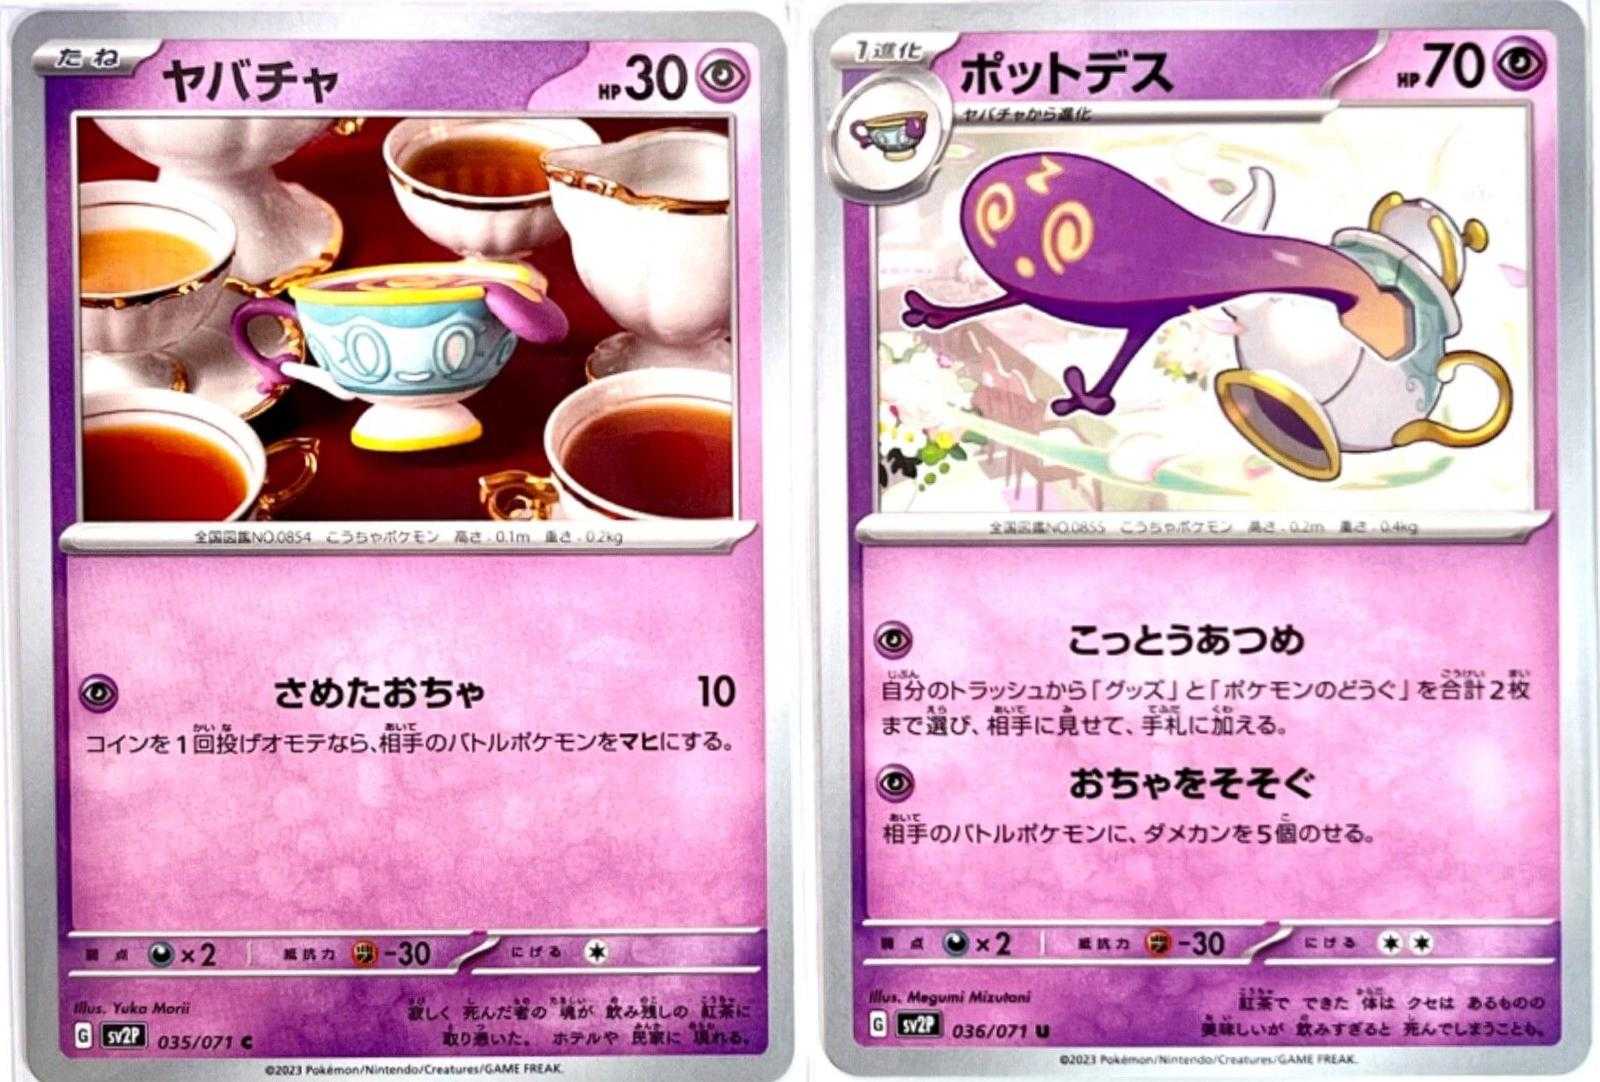 たね
ヤバチャ
HP30
全国図鑑NO.0854 こうちゃポケモン 高さ:0.1m 重さ:0.2kg
さめたおちゃ 10
コインを1回投げオモテなら、相手のバトルポケモンをマヒにする。
弱点 ×2 抵抗力 -30 にげる
Illus. Yuka Morii
寂しく死んだ者の魂が飲み残しの紅茶に
取り憑いた。ホテルや民家に現れる。
G sv2P 035/071 C
©2023 Pokémon/Nintendo/Creatures/GAME FREAK.
1進化
ポットデス
HP70
ヤバチャから進化
全国図鑑NO.0855 こうちゃポケモン 高さ:0.2m 重さ:0.4kg
こっとうあつめ
自分のトラッシュから「グッズ」と「ポケモンのどうぐ」を合計2枚
まで選び、相手に見せて、手札に加える。
おちゃをそそぐ
相手のバトルポケモンに、ダメカンを5個のせる。
弱点 ×2 抵抗力 -30 にげる
Illus. Megumi Mizutani
紅茶でできた体はクセはあるものの
美味しいが飲みすぎると死んでしまうことも。
G sv2P 036/071 U
©2023 Pokémon/Nintendo/Creatures/GAME FREAK.